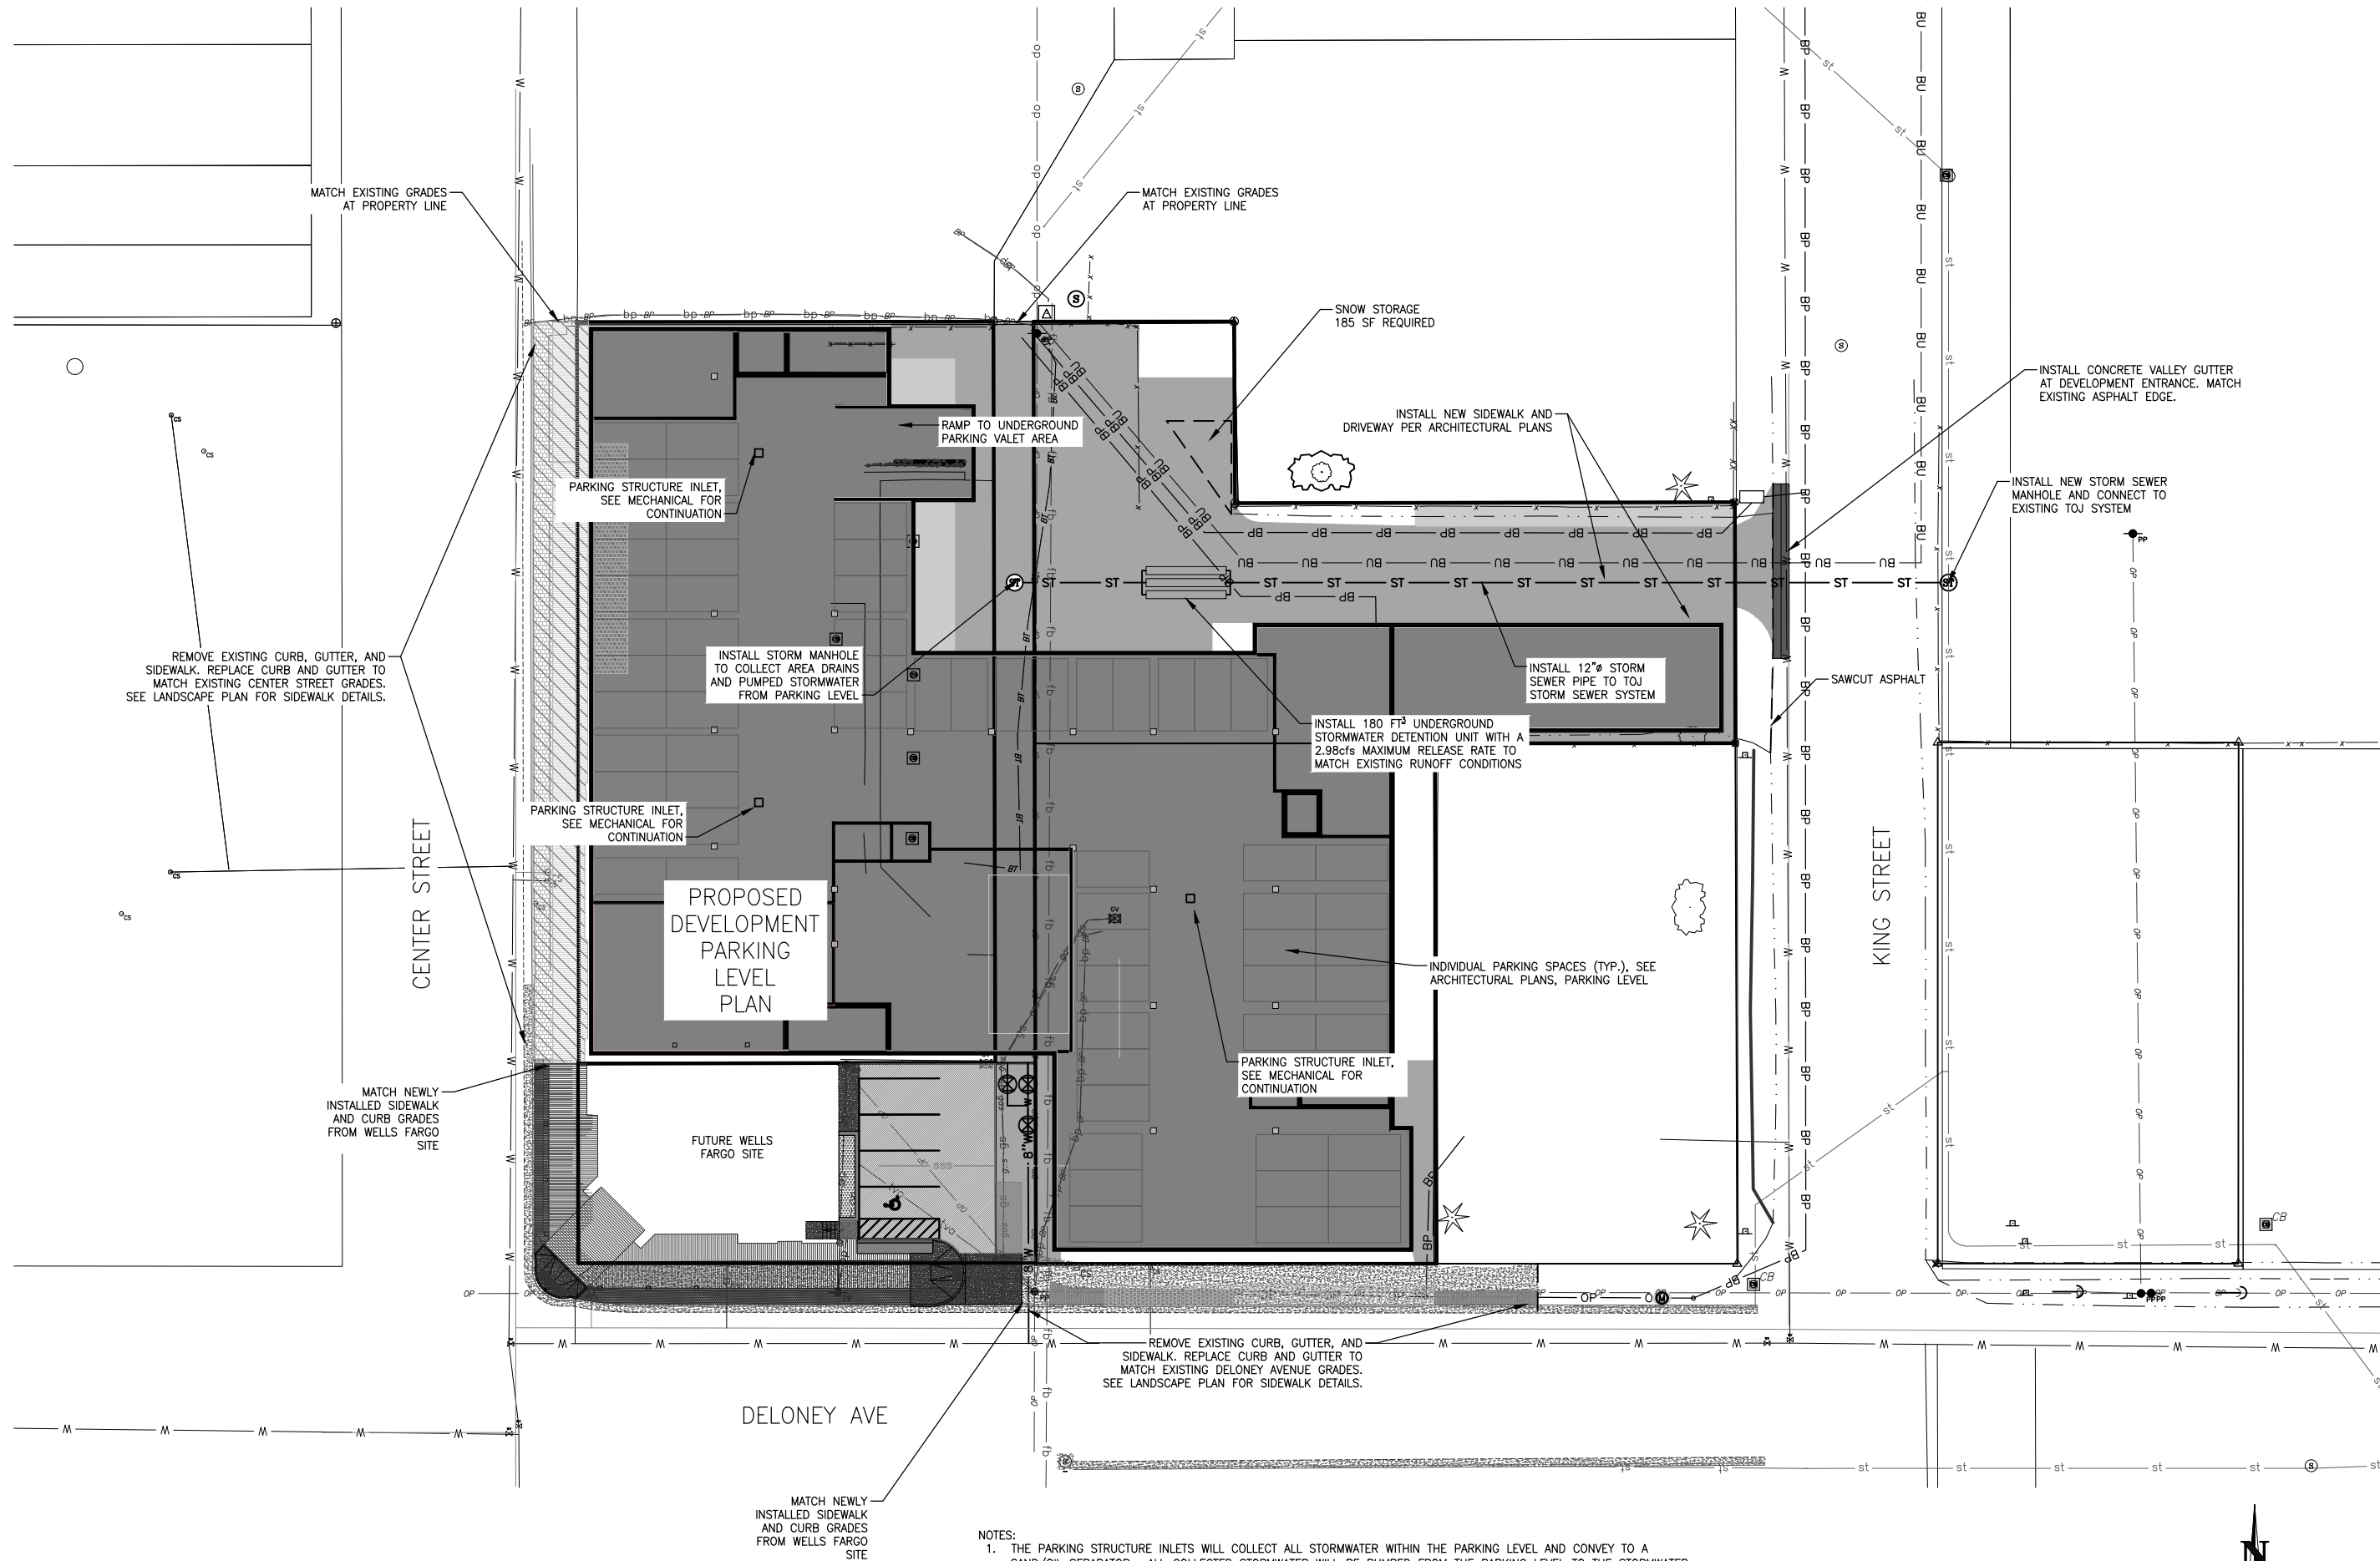 MATCH EXISTING GRADES
AT PROPERTY LINE
MATCH EXISTING GRADES
AT PROPERTY LINE
SNOW STORAGE
185 SF REQUIRED
INSTALL CONCRETE VALLEY GUTTER
AT DEVELOPMENT ENTRANCE. MATCH
EXISTING ASPHALT EDGE.
INSTALL NEW SIDEWALK AND
DRIVEWAY PER ARCHITECTURAL PLANS
RAMP TO UNDERGROUND
PARKING VALET AREA
PARKING STRUCTURE INLET,
SEE MECHANICAL FOR
CONTINUATION
INSTALL NEW STORM SEWER
MANHOLE AND CONNECT TO
EXISTING TOJ SYSTEM
REMOVE EXISTING CURB, GUTTER, AND
SIDEWALK. REPLACE CURB AND GUTTER TO
MATCH EXISTING CENTER STREET GRADES.
SEE LANDSCAPE PLAN FOR SIDEWALK DETAILS.
INSTALL STORM MANHOLE
TO COLLECT AREA DRAINS
AND PUMPED STORMWATER
FROM PARKING LEVEL
INSTALL 12"ø STORM
SEWER PIPE TO TOJ
STORM SEWER SYSTEM
SAWCUT ASPHALT
INSTALL 180 FT³ UNDERGROUND
STORMWATER DETENTION UNIT WITH A
2.98cfs MAXIMUM RELEASE RATE TO
MATCH EXISTING RUNOFF CONDITIONS
PARKING STRUCTURE INLET,
SEE MECHANICAL FOR
CONTINUATION
CENTER STREET
KING STREET
PROPOSED
DEVELOPMENT
PARKING
LEVEL
PLAN
INDIVIDUAL PARKING SPACES (TYP.), SEE
ARCHITECTURAL PLANS, PARKING LEVEL
PARKING STRUCTURE INLET,
SEE MECHANICAL FOR
CONTINUATION
MATCH NEWLY
INSTALLED SIDEWALK
AND CURB GRADES
FROM WELLS FARGO
SITE
FUTURE WELLS
FARGO SITE
REMOVE EXISTING CURB, GUTTER, AND
SIDEWALK. REPLACE CURB AND GUTTER TO
MATCH EXISTING DELONEY AVENUE GRADES.
SEE LANDSCAPE PLAN FOR SIDEWALK DETAILS.
DELONEY AVE
MATCH NEWLY
INSTALLED SIDEWALK
AND CURB GRADES
FROM WELLS FARGO
SITE
NOTES:
1. THE PARKING STRUCTURE INLETS WILL COLLECT ALL STORMWATER WITHIN THE PARKING LEVEL AND CONVEY TO A
N